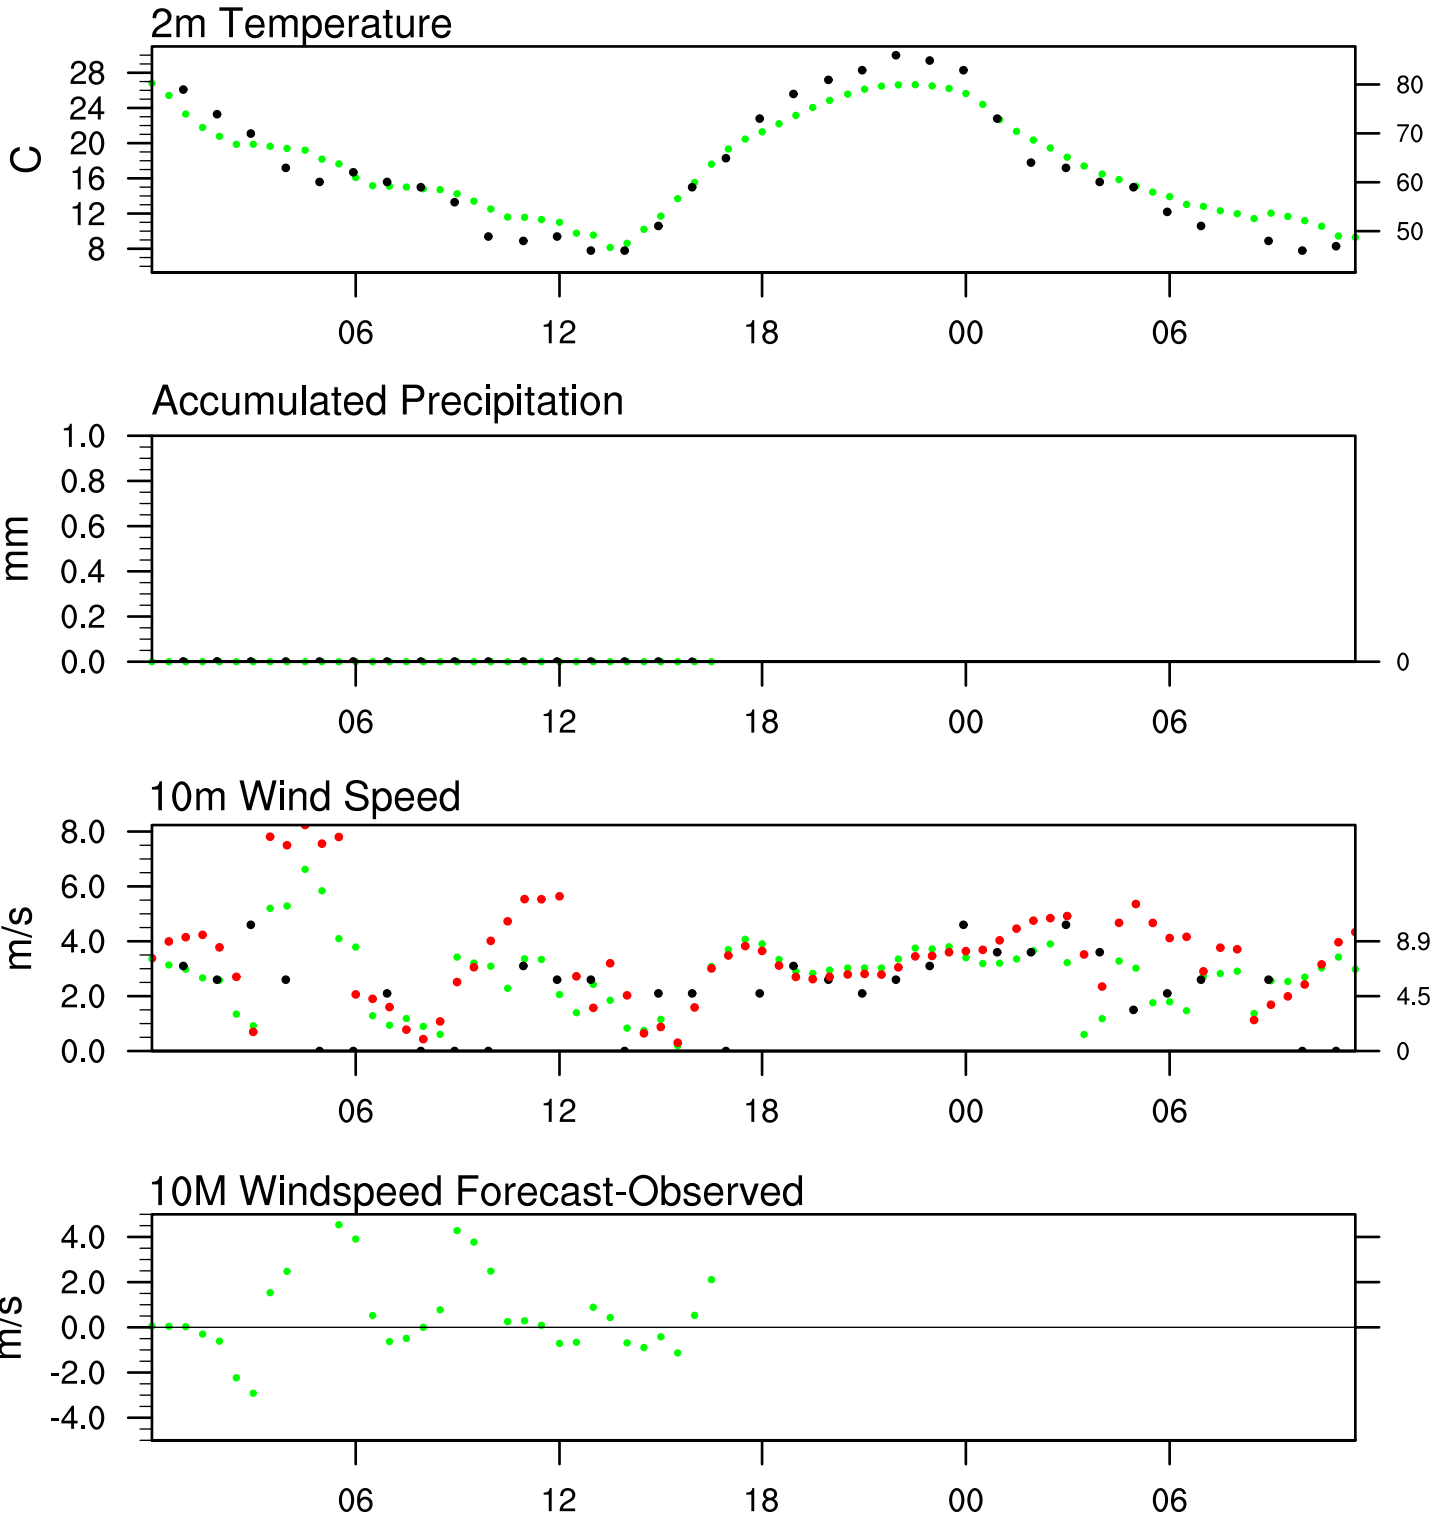 2m Temperature
C
28
24
20
16
12
8
80
70
60
50
06 12 18 00 06
Accumulated Precipitation
mm
1.0
0.8
0.6
0.4
0.2
0.0
0
06 12 18 00 06
10m Wind Speed
m/s
8.0
6.0
4.0
2.0
0.0
8.9
4.5
0
06 12 18 00 06
10M Windspeed Forecast-Observed
m/s
4.0
2.0
0.0
-2.0
-4.0
06 12 18 00 06